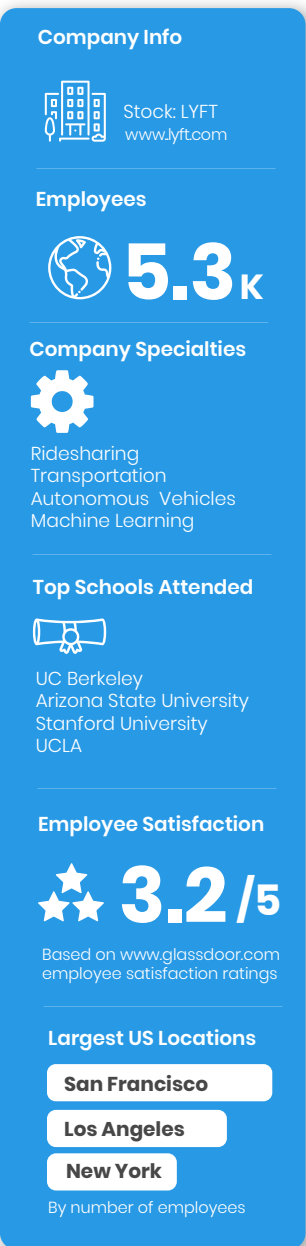 Company Info
Stock: LYFT
www.lyft.com
Employees
5.3 K
Company Specialties
Ridesharing
Transportation
Autonomous Vehicles
Machine Learning
Top Schools Attended
UC Berkeley
Arizona State University
Stanford University
UCLA
Employee Satisfaction
3.2 /5
Based on www.glassdoor.com
employee satisfaction ratings
Largest US Locations
San Francisco
Los Angeles
New York
By number of employees